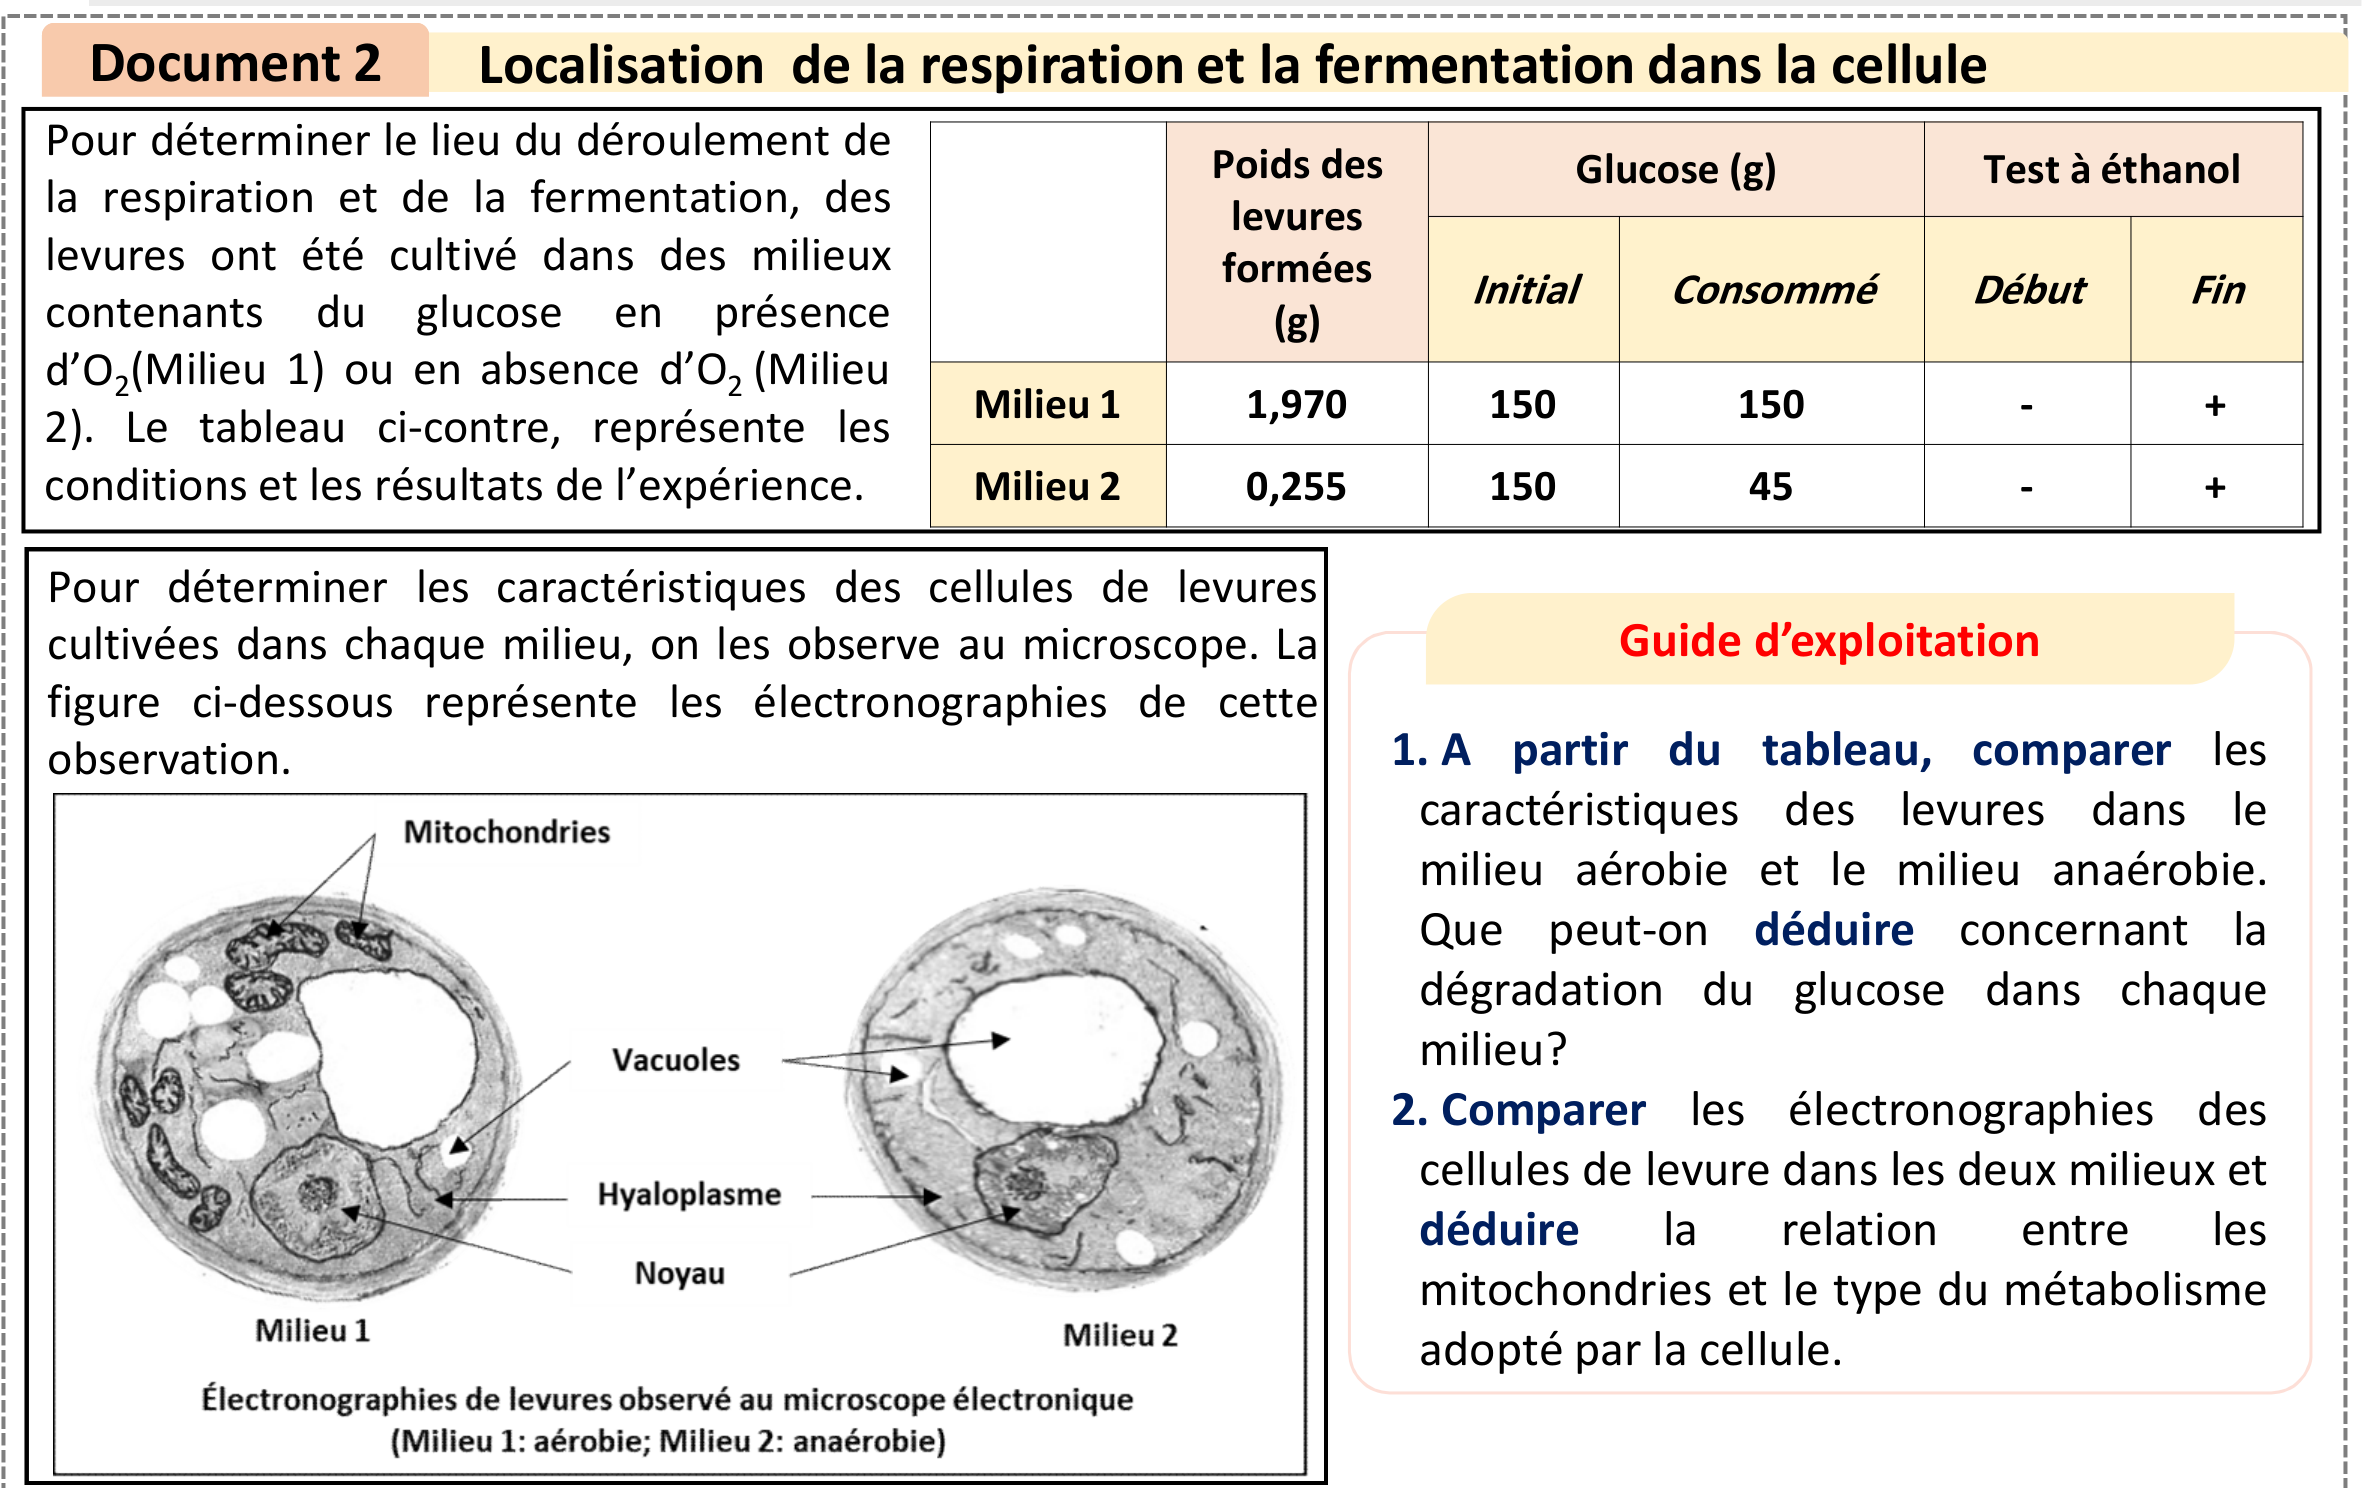 Document 2
Localisation de la respiration et la fermentation dans la cellule
Pour déterminer le lieu du déroulement de
la respiration et de la fermentation, des
levures ont été cultivé dans des milieux
contenants du glucose en présence
d’O₂(Milieu 1) ou en absence d’O₂ (Milieu
2). Le tableau ci-contre, représente les
conditions et les résultats de l’expérience.
Poids des
levures
formées
(g)
Glucose (g)
Test à éthanol
Initial
Consommé
Début
Fin
Milieu 1 1,970 150 150 - +
Milieu 2 0,255 150 45 - +
Pour déterminer les caractéristiques des cellules de levures
cultivées dans chaque milieu, on les observe au microscope. La
figure ci-dessous représente les électronographies de cette
observation.
Mitochondries
Vacuoles
Hyaloplasme
Noyau
Milieu 1
Milieu 2
Électronographies de levures observé au microscope électronique
(Milieu 1: aérobie; Milieu 2: anaérobie)
Guide d’exploitation
1. A partir du tableau, comparer les
caractéristiques des levures dans le
milieu aérobie et le milieu anaérobie.
Que peut-on déduire concernant la
dégradation du glucose dans chaque
milieu?
2. Comparer les électronographies des
cellules de levure dans les deux milieux et
déduire la relation entre les
mitochondries et le type du métabolisme
adopté par la cellule.